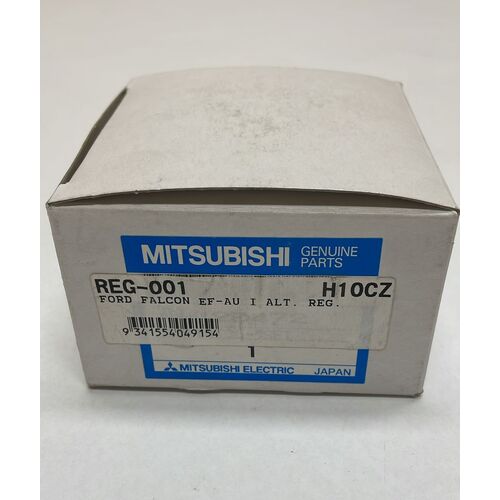 MITSUBISHI GENUINE PARTS
REG-001 H10CZ
FORD FALCON EF-AU I ALT. REG.
9 341554 049154
1
MITSUBISHI ELECTRIC JAPAN